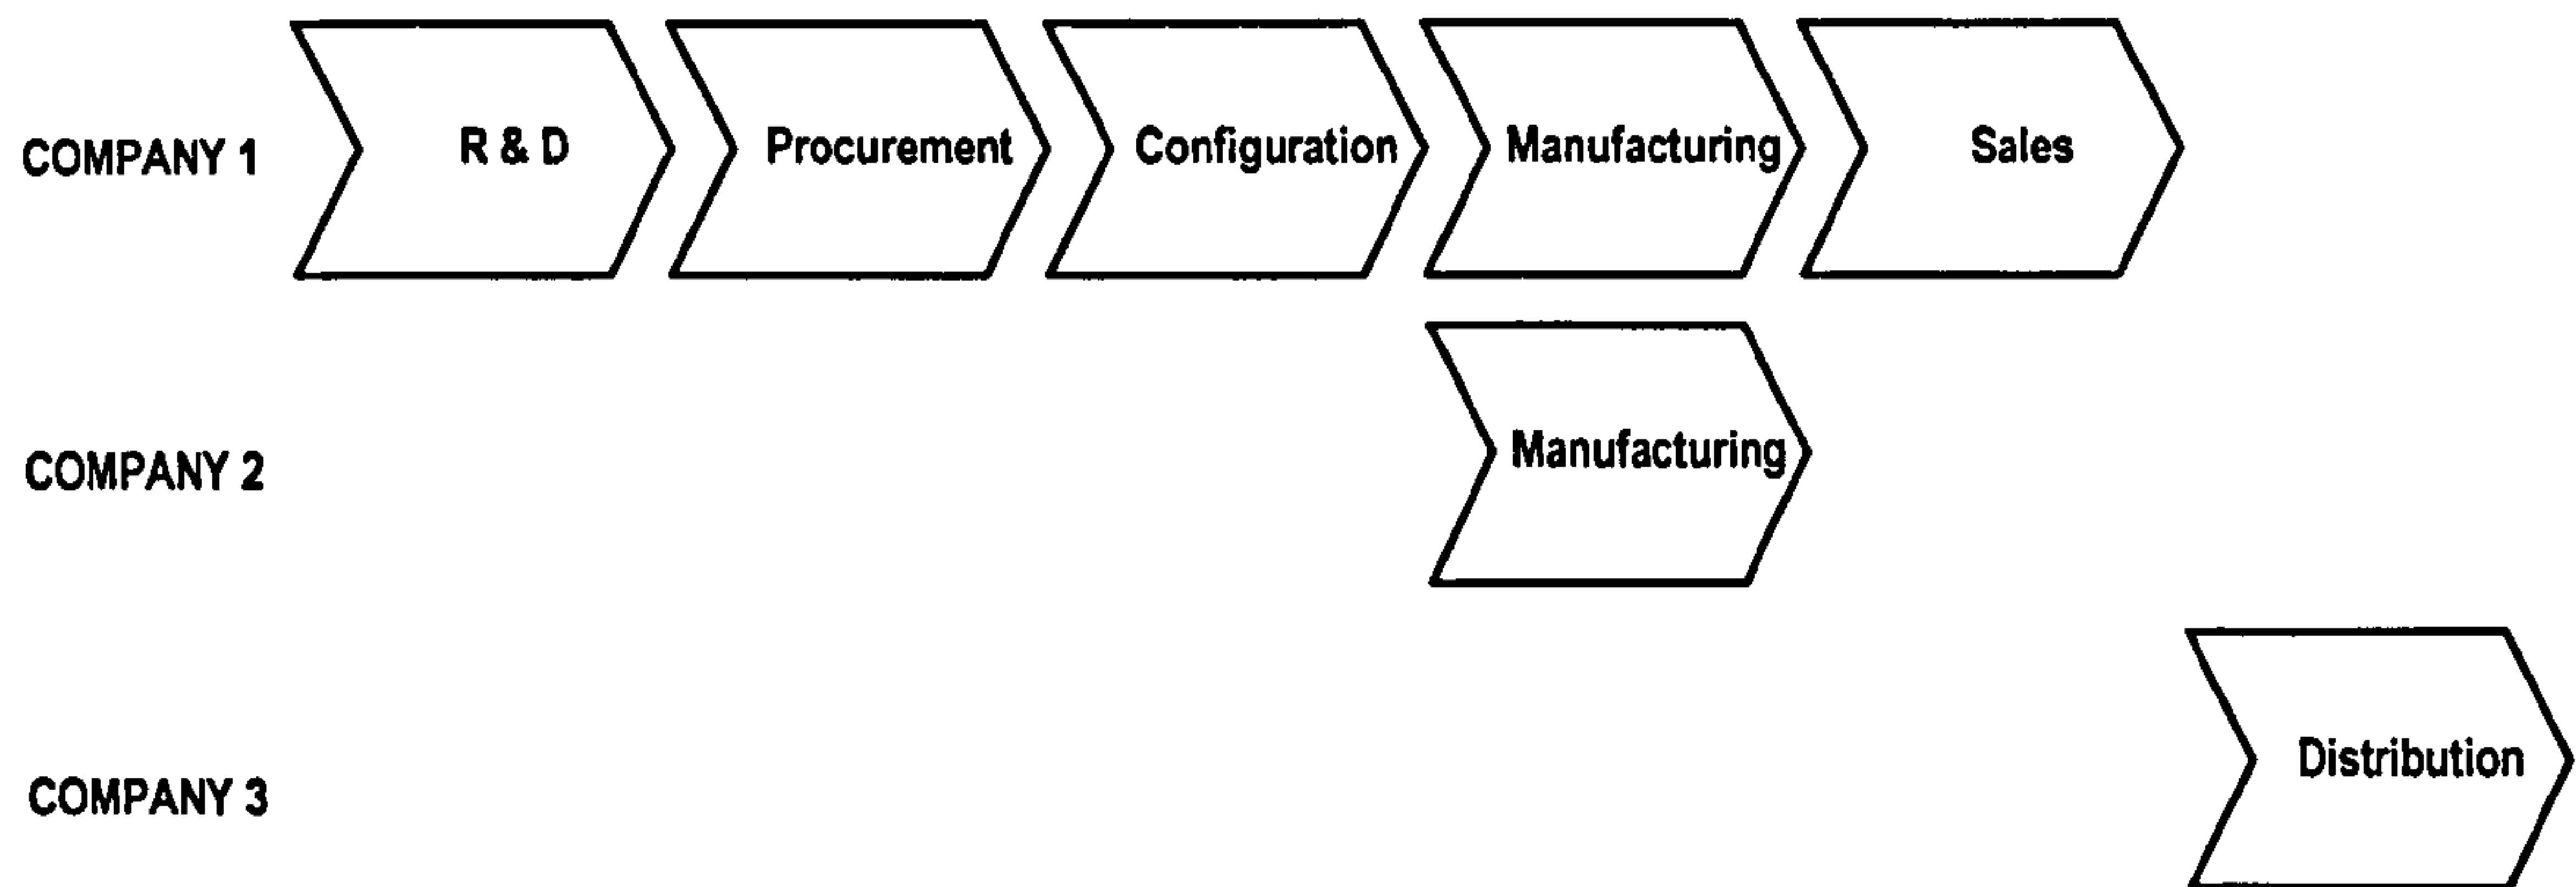 COMPANY 1 R & D Procurement Configuration Manufacturing Sales
COMPANY 2 Manufacturing
COMPANY 3 Distribution